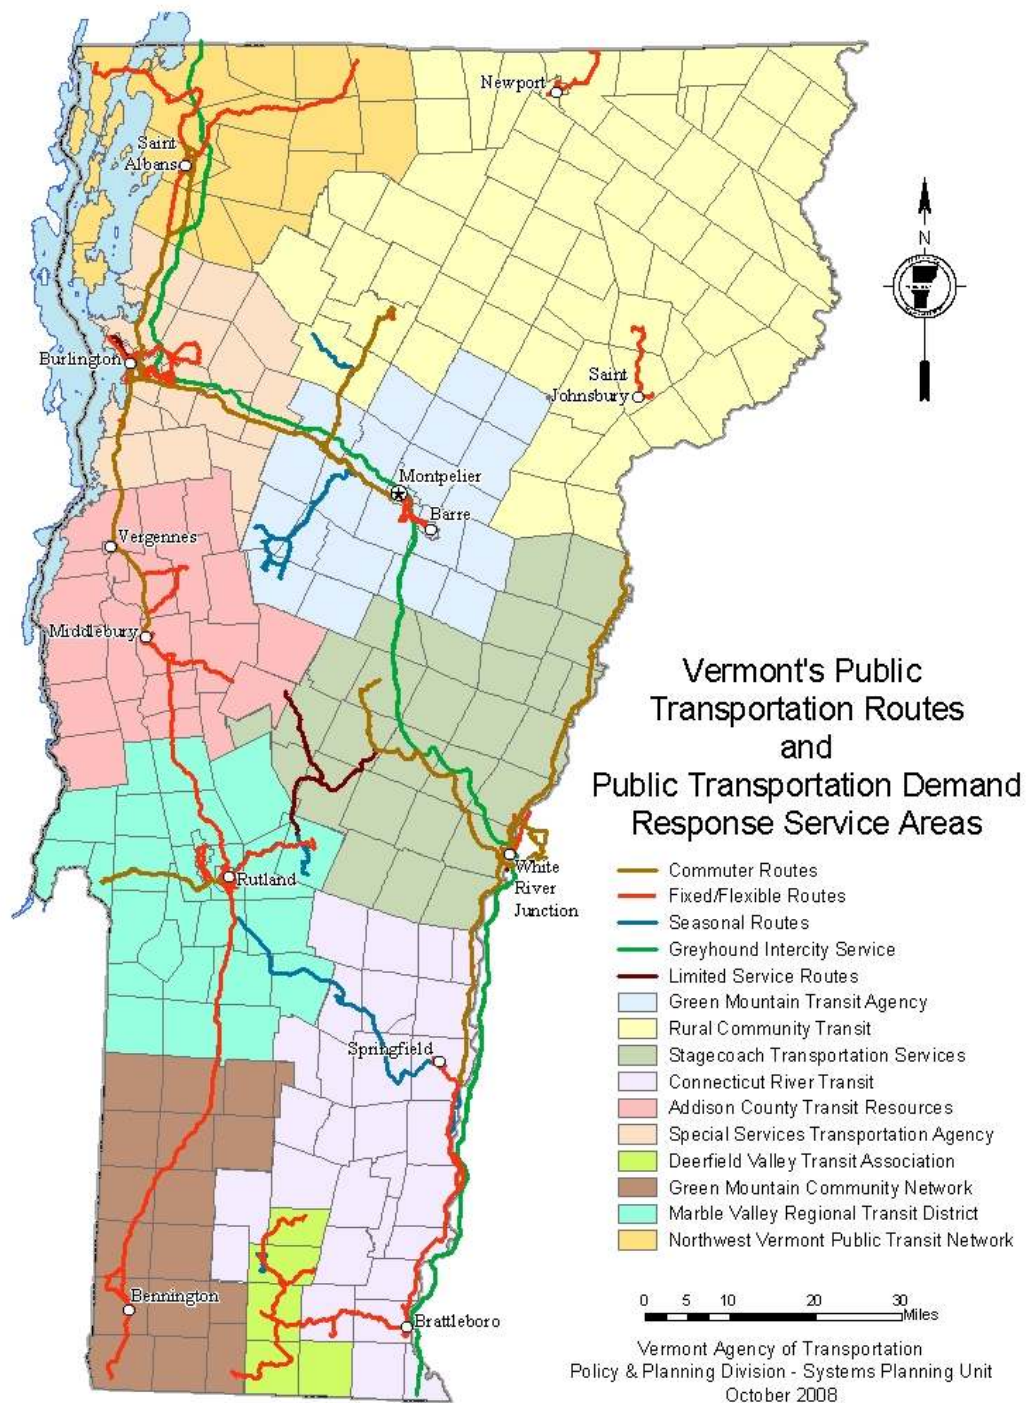 Newport
Saint
Albans
N
Burlington
Saint
Johnsbury
Montpelier
Barre
Vergennes
Middlebury
Vermont's Public
Transportation Routes
and
Public Transportation Demand
Response Service Areas
White
River
Junction
Rutland
Commuter Routes
Fixed/Flexible Routes
Seasonal Routes
Greyhound Intercity Service
Limited Service Routes
Green Mountain Transit Agency
Rural Community Transit
Stagecoach Transportation Services
Connecticut River Transit
Addison County Transit Resources
Special Services Transportation Agency
Deerfield Valley Transit Association
Green Mountain Community Network
Marble Valley Regional Transit District
Northwest Vermont Public Transit Network
Springfield
Bennington
Brattleboro
0 5 10 20 30
Miles
Vermont Agency of Transportation
Policy & Planning Division - Systems Planning Unit
October 2008